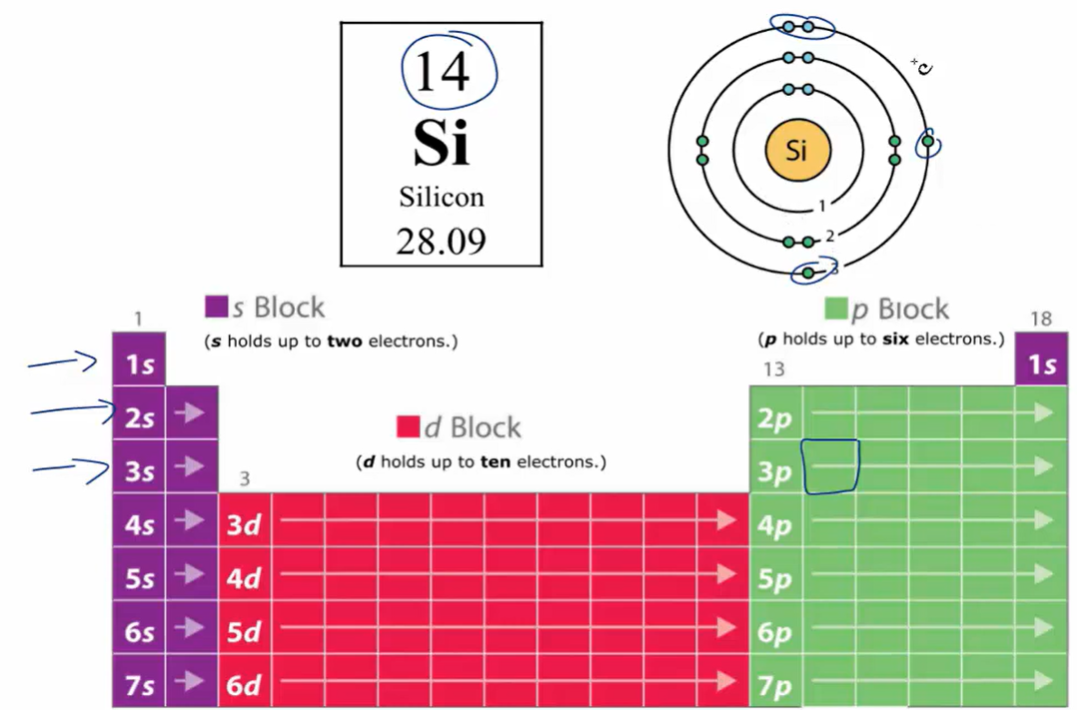 14
Si
Silicon
28.09
Si
1
2
3
1
s Block
(s holds up to two electrons.)
p Block
(p holds up to six electrons.)
18
1s
1s
13
2s
d Block
(d holds up to ten electrons.)
2p
3s
3
3p
4s
3d
4p
5s
4d
5p
6s
5d
6p
7s
6d
7p